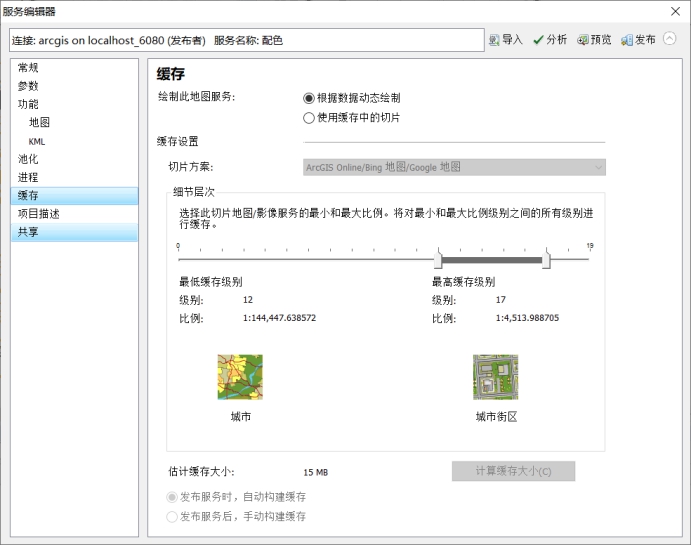 服务编辑器
连接: arcgis on localhost_6080 (发布者) 服务名称: 配色
导入 分析 预览 发布
常规
参数
功能
地图
KML
池化
进程
缓存
项目描述
共享
缓存
绘制此地图服务:
根据数据动态绘制
使用缓存中的切片
缓存设置
切片方案: ArcGIS Online/Bing 地图/Google 地图
细节层次
选择此切片地图/影像服务的最小和最大比例。将对最小和最大比例级别之间的所有级别进
行缓存。
0 19
最低缓存级别 最高缓存级别
级别: 12 级别: 17
比例: 1:144,447.638572 比例: 1:4,513.988705
城市 城市街区
估计缓存大小: 15 MB 计算缓存大小(C)
发布服务时，自动构建缓存
发布服务后，手动构建缓存